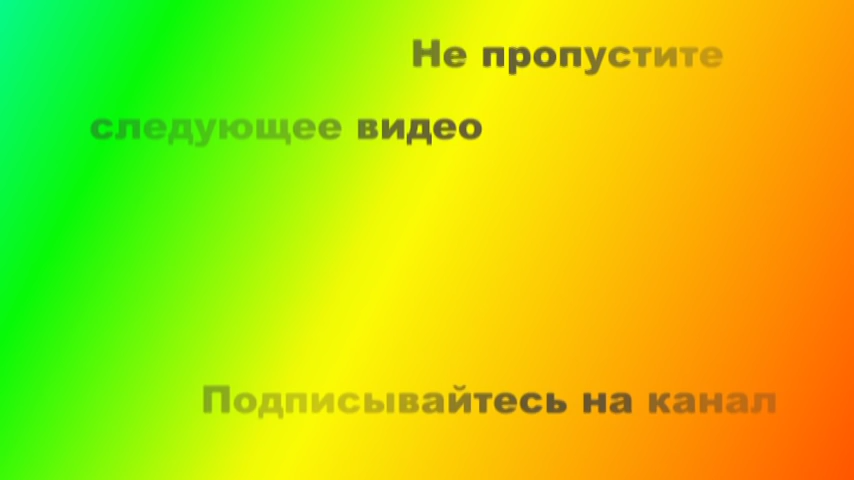 Не пропустите
следующее видео
Подписывайтесь на канал